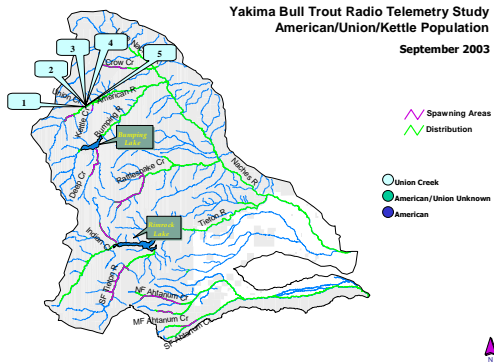 Yakima Bull Trout Radio Telemetry Study
American/Union/Kettle Population
September 2003
1
2
3
4
5
Crow Cr
Union Cr
American R
Kettle Cr
Bumping R
Bumping
Lake
Deep Cr
Rattlesnake Cr
Naches R
Tieton R
Rimrock
Lake
Indian Cr
SF Tieton R
NF Ahtanum Cr
MF Ahtanum Cr
SF Ahtanum Cr
Spawning Areas
Distribution
Union Creek
American/Union Unknown
American
N